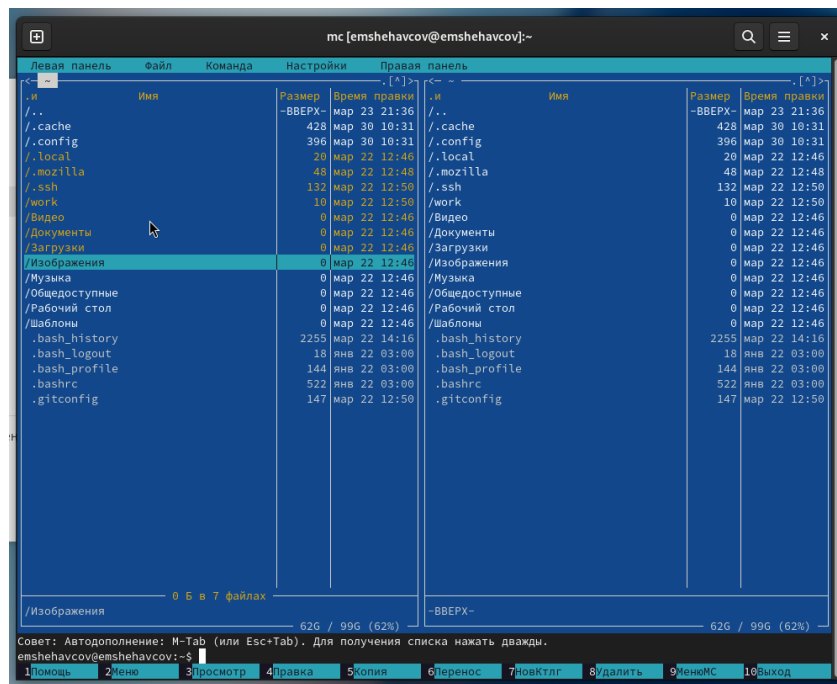 mc [emshehavcov@emshehavcov]:~
Левая панель Файл Команда Настройки Правая панель
<— ~ .[^]> <— ~ .[^]>
.и Имя Размер Время правки .и Имя Размер Время правки
/.. -ВВЕРХ- мар 23 21:36 /.. -ВВЕРХ- мар 23 21:36
/.cache 428 мар 30 10:31 /.cache 428 мар 30 10:31
/.config 396 мар 30 10:31 /.config 396 мар 30 10:31
/.local 20 мар 22 12:46 /.local 20 мар 22 12:46
/.mozilla 48 мар 22 12:48 /.mozilla 48 мар 22 12:48
/.ssh 132 мар 22 12:50 /.ssh 132 мар 22 12:50
/work 10 мар 22 12:50 /work 10 мар 22 12:50
/Видео 0 мар 22 12:46 /Видео 0 мар 22 12:46
/Документы 0 мар 22 12:46 /Документы 0 мар 22 12:46
/Загрузки 0 мар 22 12:46 /Загрузки 0 мар 22 12:46
/Изображения 0 мар 22 12:46 /Изображения 0 мар 22 12:46
/Музыка 0 мар 22 12:46 /Музыка 0 мар 22 12:46
/Общедоступные 0 мар 22 12:46 /Общедоступные 0 мар 22 12:46
/Рабочий стол 0 мар 22 12:46 /Рабочий стол 0 мар 22 12:46
/Шаблоны 0 мар 22 12:46 /Шаблоны 0 мар 22 12:46
.bash_history 2255 мар 22 14:16 .bash_history 2255 мар 22 14:16
.bash_logout 18 янв 22 03:00 .bash_logout 18 янв 22 03:00
.bash_profile 144 янв 22 03:00 .bash_profile 144 янв 22 03:00
.bashrc 522 янв 22 03:00 .bashrc 522 янв 22 03:00
.gitconfig 147 мар 22 12:50 .gitconfig 147 мар 22 12:50
0 Б в 7 файлах
/Изображения -ВВЕРХ-
62G / 99G (62%) 62G / 99G (62%)
Совет: Автодополнение: M-Tab (или Esc+Tab). Для получения списка нажать дважды.
emshehavcov@emshehavcov:~$
1Помощь 2Меню 3Просмотр 4Правка 5Копия 6Перенос 7НовКтлг 8Удалить 9МенюМС 10Выход